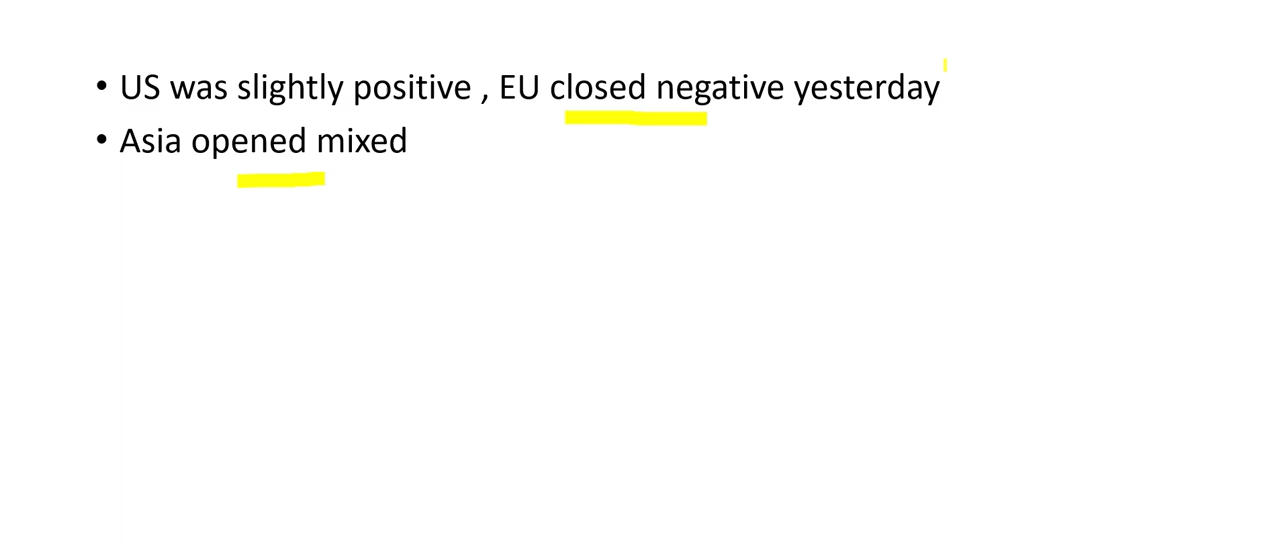 • US was slightly positive , EU closed negative yesterday
• Asia opened mixed